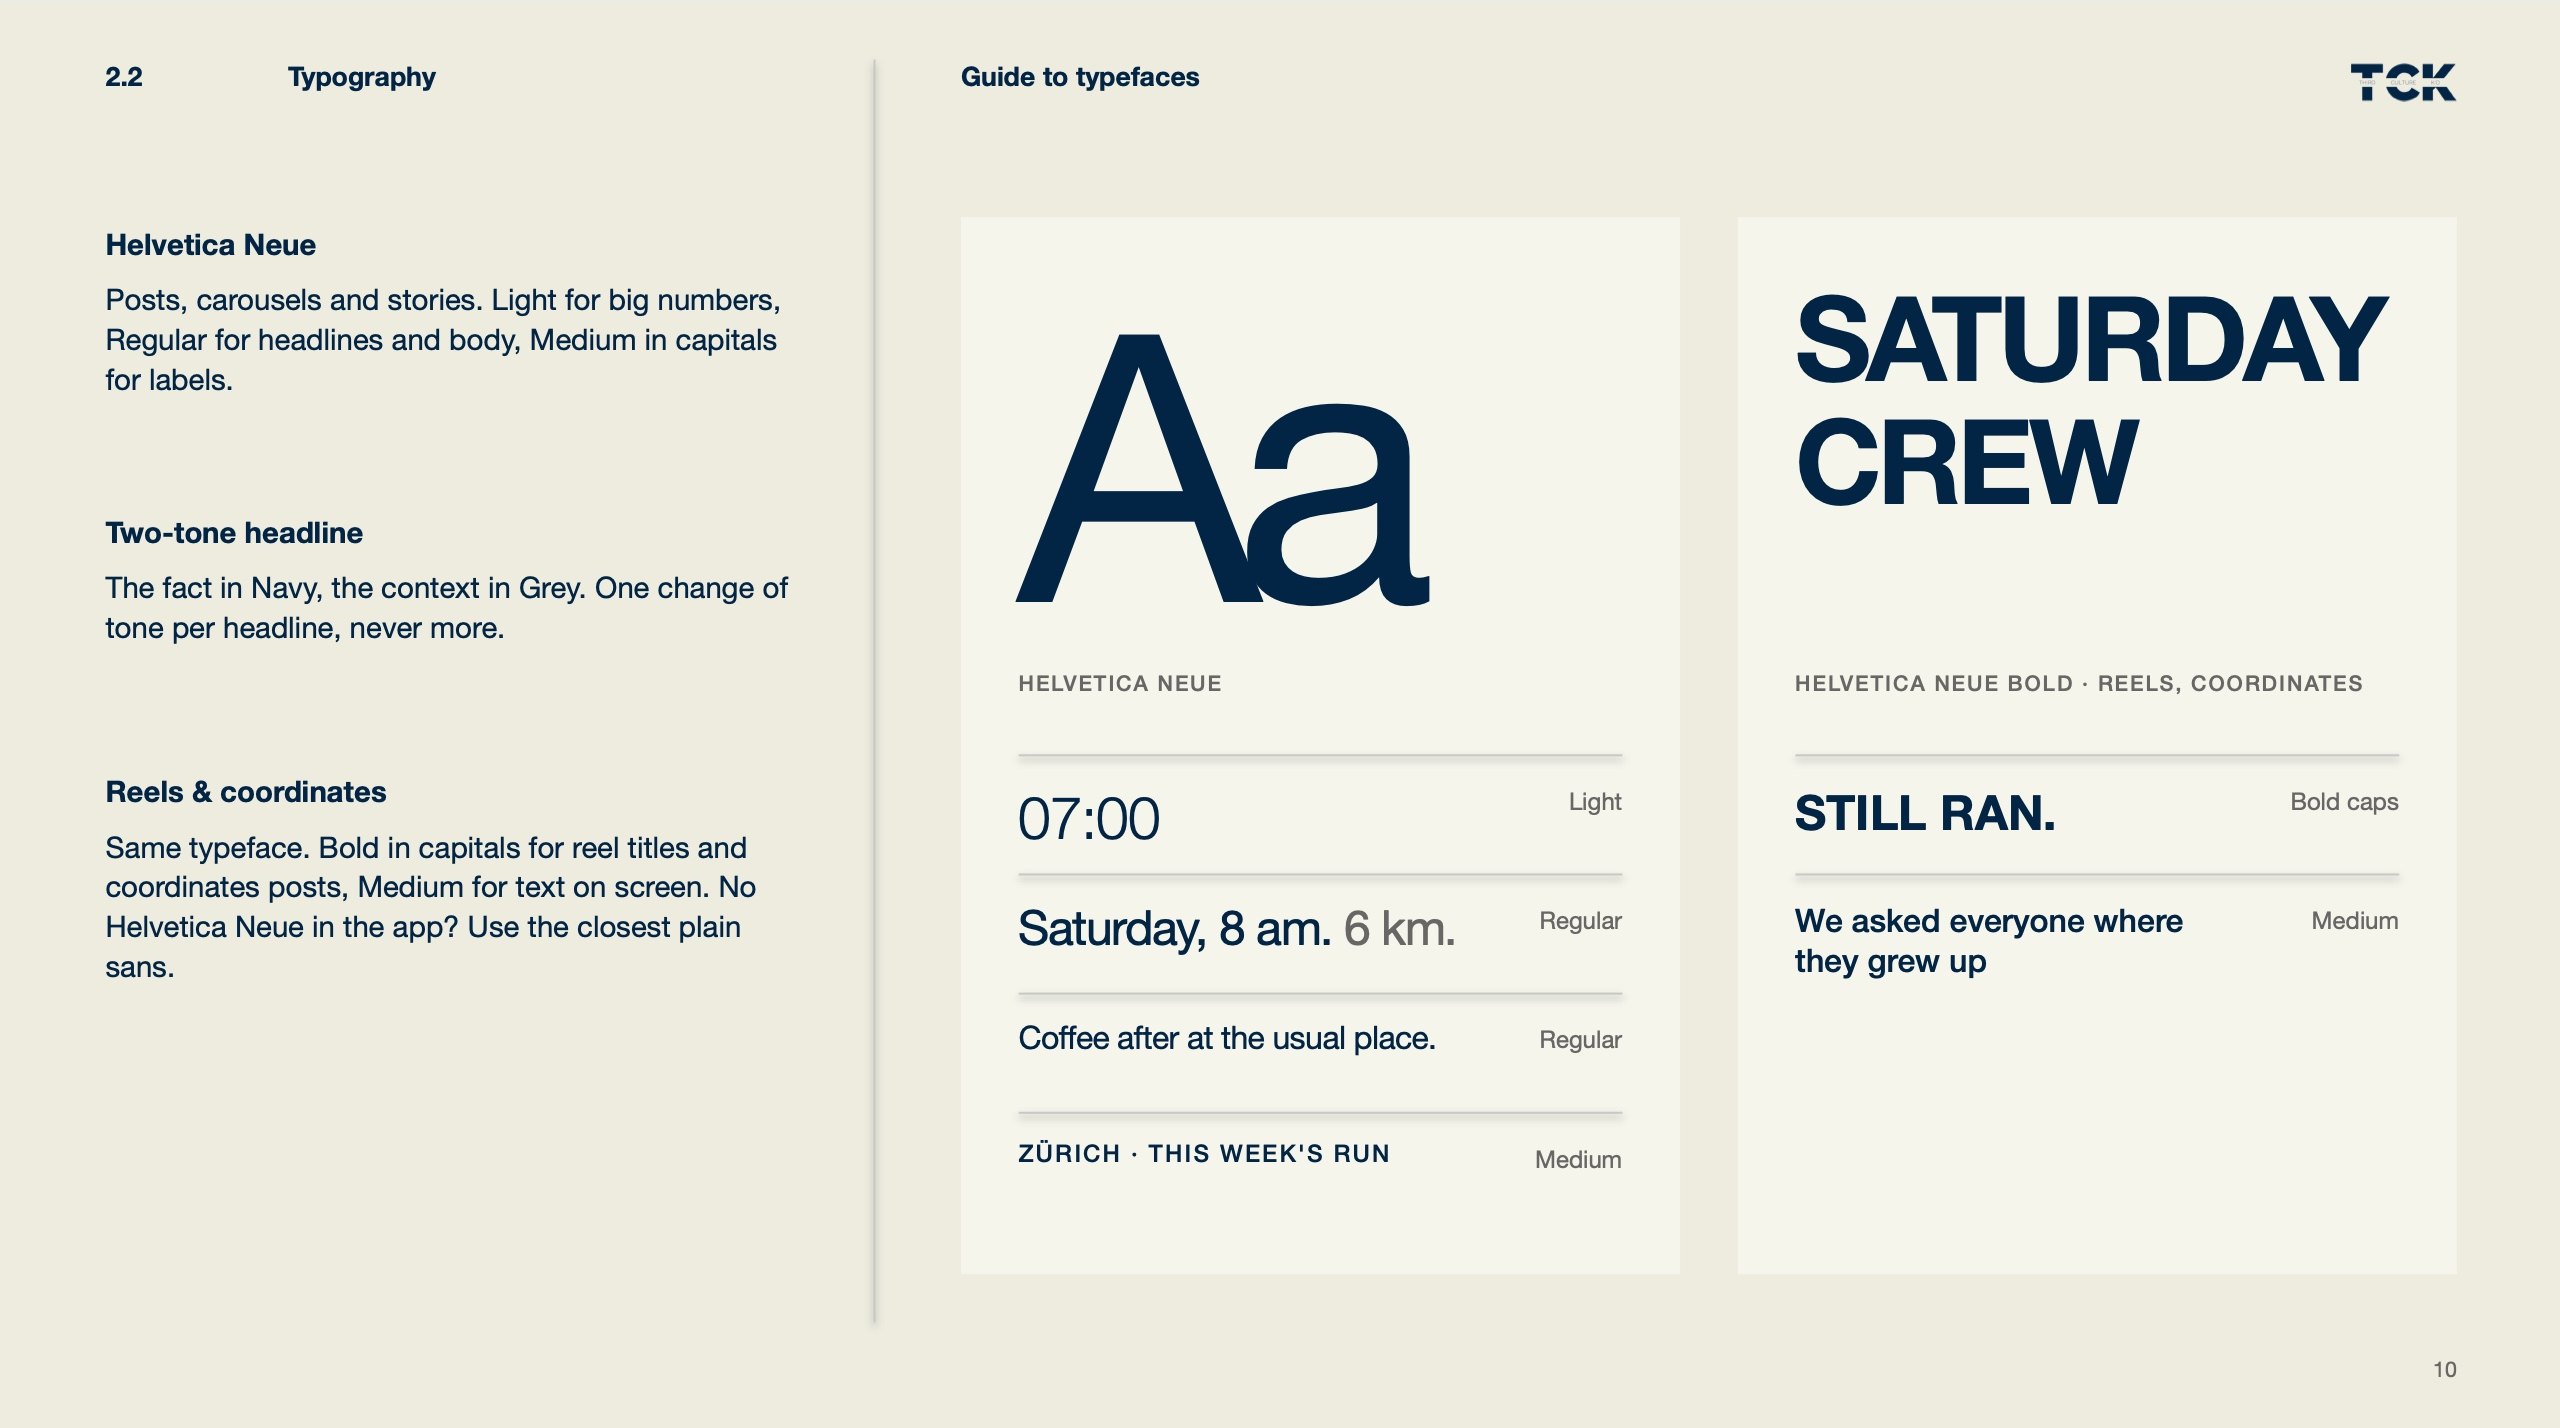 2.2
Typography
Guide to typefaces
TCK
Helvetica Neue
Posts, carousels and stories. Light for big numbers,
Regular for headlines and body, Medium in capitals
for labels.
Two-tone headline
The fact in Navy, the context in Grey. One change of
tone per headline, never more.
Reels & coordinates
Same typeface. Bold in capitals for reel titles and
coordinates posts, Medium for text on screen. No
Helvetica Neue in the app? Use the closest plain
sans.
Aa
HELVETICA NEUE
07:00
Light
Saturday, 8 am. 6 km.
Regular
Coffee after at the usual place.
Regular
ZÜRICH · THIS WEEK'S RUN
Medium
SATURDAY
CREW
HELVETICA NEUE BOLD · REELS, COORDINATES
STILL RAN.
Bold caps
We asked everyone where
they grew up
Medium
10